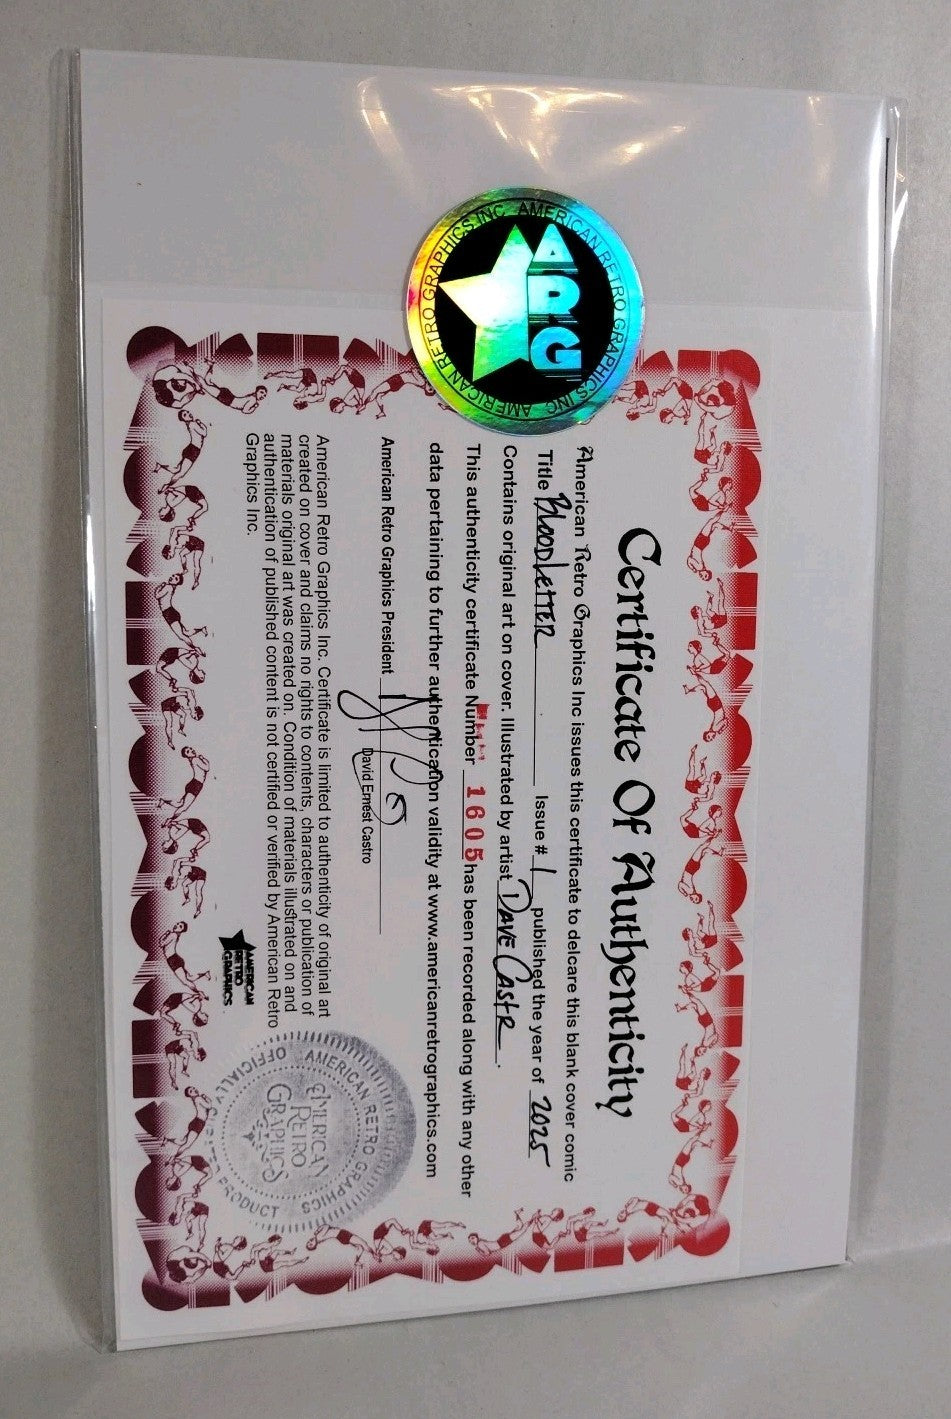 AMERICAN RETRO GRAPHICS INC. AMERICAN RETRO GRAPHICS INC.
ARG
Certificate Of Authenticity
American Retro Graphics Inc issues this certificate to delcare this blank cover comic
Title BloodLetter Issue # 1 published the year of 2025
Contains original art on cover. Illustrated by artist Dave Castr.
This authenticity certificate Number 1605 has been recorded along with any other
data pertaining to further authentication validity at www.americanretrographics.com
American Retro Graphics President
David Ernest Castro
American Retro Graphics Inc. Certificate is limited to authenticity of original art
created on cover and claims no rights to contents, characters or publication of
materials original art was created on. Condition of materials illustrated on and
authentication of published content is not certified or verified by American Retro
Graphics Inc.
AMERICAN
RETRO
GRAPHICS
AMERICAN RETRO GRAPHICS
OFFICIALLY PRODUCT
AMERICAN
RETRO
GRAPHICS